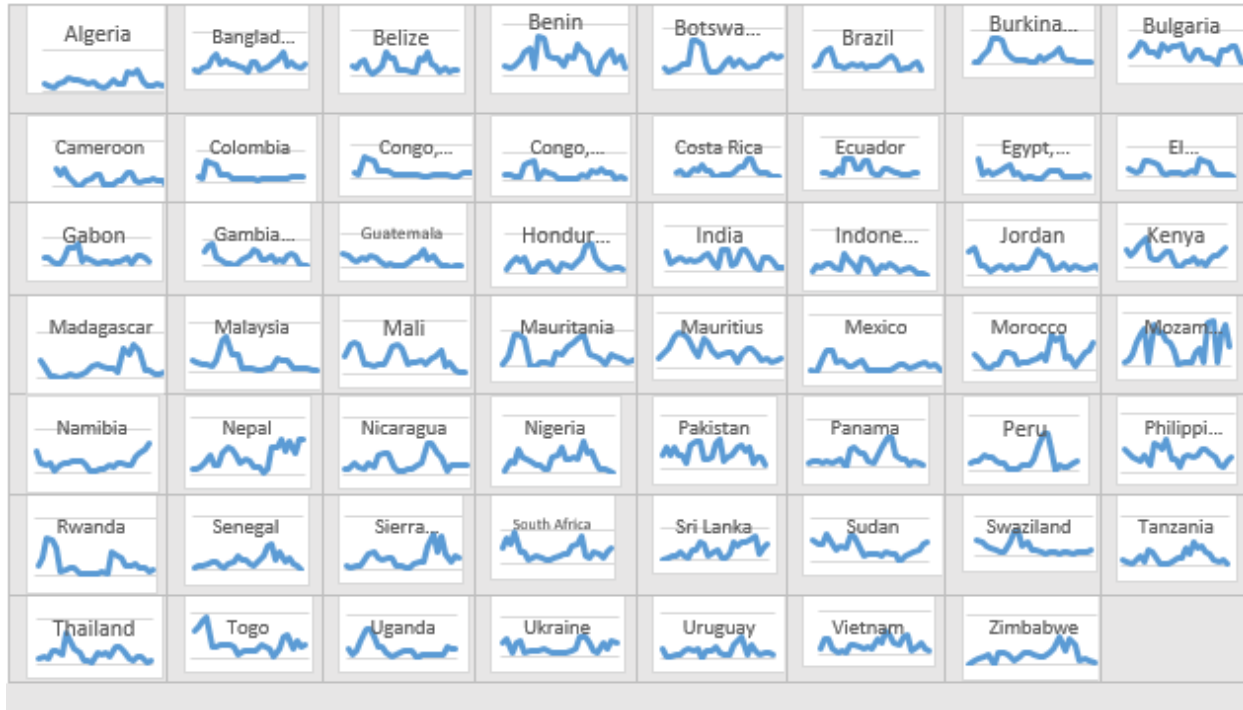 Algeria
Banglad...
Belize
Benin
Botswa...
Brazil
Burkina...
Bulgaria
Cameroon
Colombia
Congo,...
Congo,...
Costa Rica
Ecuador
Egypt,...
El...
Gabon
Gambia...
Guatemala
Hondur...
India
Indone...
Jordan
Kenya
Madagascar
Malaysia
Mali
Mauritania
Mauritius
Mexico
Morocco
Mozam...
Namibia
Nepal
Nicaragua
Nigeria
Pakistan
Panama
Peru
Philippi...
Rwanda
Senegal
Sierra...
South Africa
Sri Lanka
Sudan
Swaziland
Tanzania
Thailand
Togo
Uganda
Ukraine
Uruguay
Vietnam
Zimbabwe